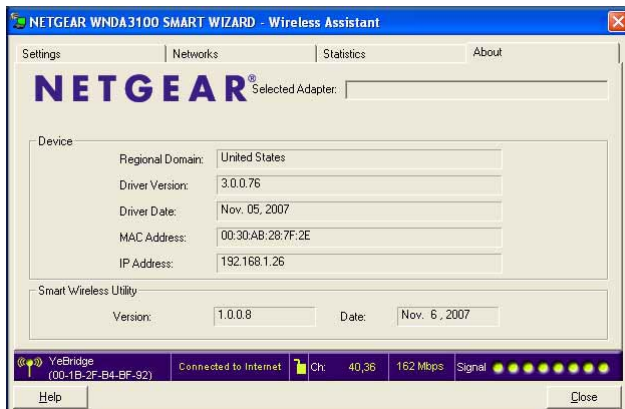 NETGEAR WNDA3100 SMART WIZARD - Wireless Assistant
Settings Networks Statistics About
NETGEAR® Selected Adapter:
Device
Regional Domain: United States
Driver Version: 3.0.0.76
Driver Date: Nov. 05, 2007
MAC Address: 00:30:AB:28:7F:2E
IP Address: 192.168.1.26
Smart Wireless Utility
Version: 1.0.0.8 Date: Nov. 6 , 2007
YeBridge
(00-1B-2F-B4-BF-92) Connected to Internet Ch: 40,36 162 Mbps Signal
Help Close